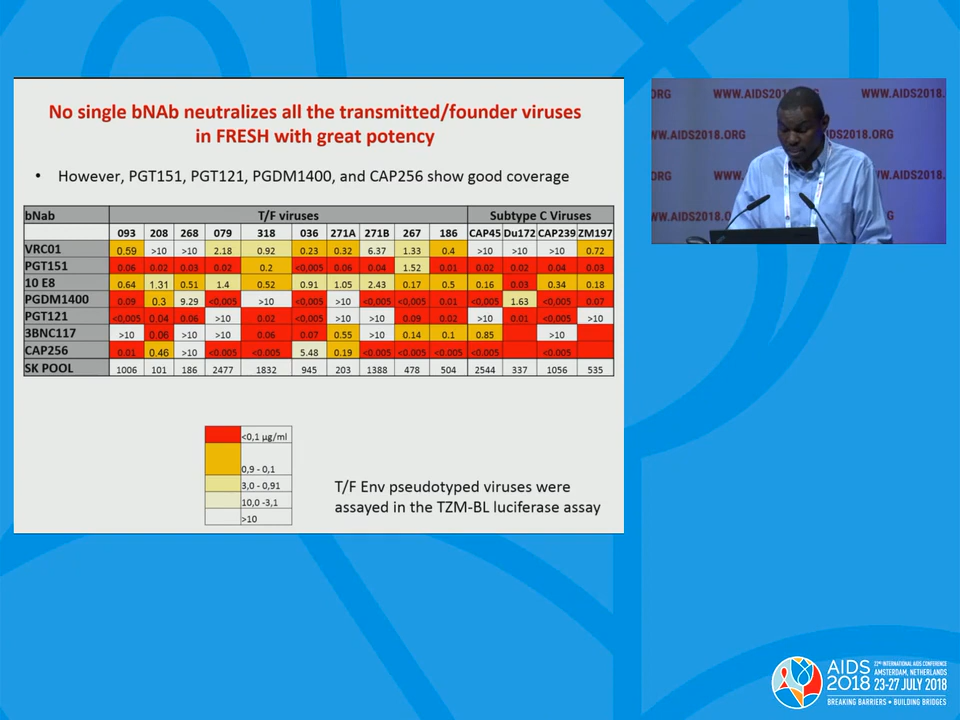 No single bNAb neutralizes all the transmitted/founder viruses
in FRESH with great potency
• However, PGT151, PGT121, PGDM1400, and CAP256 show good coverage
bNab T/F viruses Subtype C Viruses
093 208 268 079 318 036 271A 271B 267 186 CAP45 Du172 CAP239 ZM197
VRC01 0.59 >10 >10 2.18 0.92 0.23 0.32 6.37 1.33 0.4 >10 >10 >10 0.72
PGT151 0.06 0.02 0.03 0.02 0.2 <0,005 0.06 0.04 1.52 0.01 0.02 0.02 0.04 0.03
10 E8 0.64 1.31 0.51 1.4 0.52 0.91 1.05 2.43 0.17 0.5 0.16 0.03 0.34 0.18
PGDM1400 0.09 0.3 9.29 <0,005 >10 <0,005 >10 <0,005 <0,005 0.01 <0,005 1.63 <0,005 0.07
PGT121 <0,005 0.04 0.06 >10 0.02 <0,005 >10 >10 0.09 0.02 >10 0.01 <0,005 >10
3BNC117 >10 0.06 >10 >10 0.06 0.07 0.55 >10 0.14 0.1 0.85 >10
CAP256 0.01 0.46 >10 <0.005 <0.005 5.48 0.19 <0.005 <0.005 <0.005 <0.005 <0.005
SK POOL 1006 101 186 2477 1832 945 203 1388 478 504 2544 337 1056 535
<0,1 µg/ml
0,9 - 0,1
3,0 - 0,91
10,0 -3,1
>10
T/F Env pseudotyped viruses were
assayed in the TZM-BL luciferase assay
ORG WWW.AIDS201 WWW.AIDS2018.
WW.AIDS2018.ORG IDS2018.ORG
ORG WWW.A W.AIDS2018.
AIDS
2018
22ND INTERNATIONAL AIDS CONFERENCE
AMSTERDAM, NETHERLANDS
23-27 JULY 2018
BREAKING BARRIERS • BUILDING BRIDGES